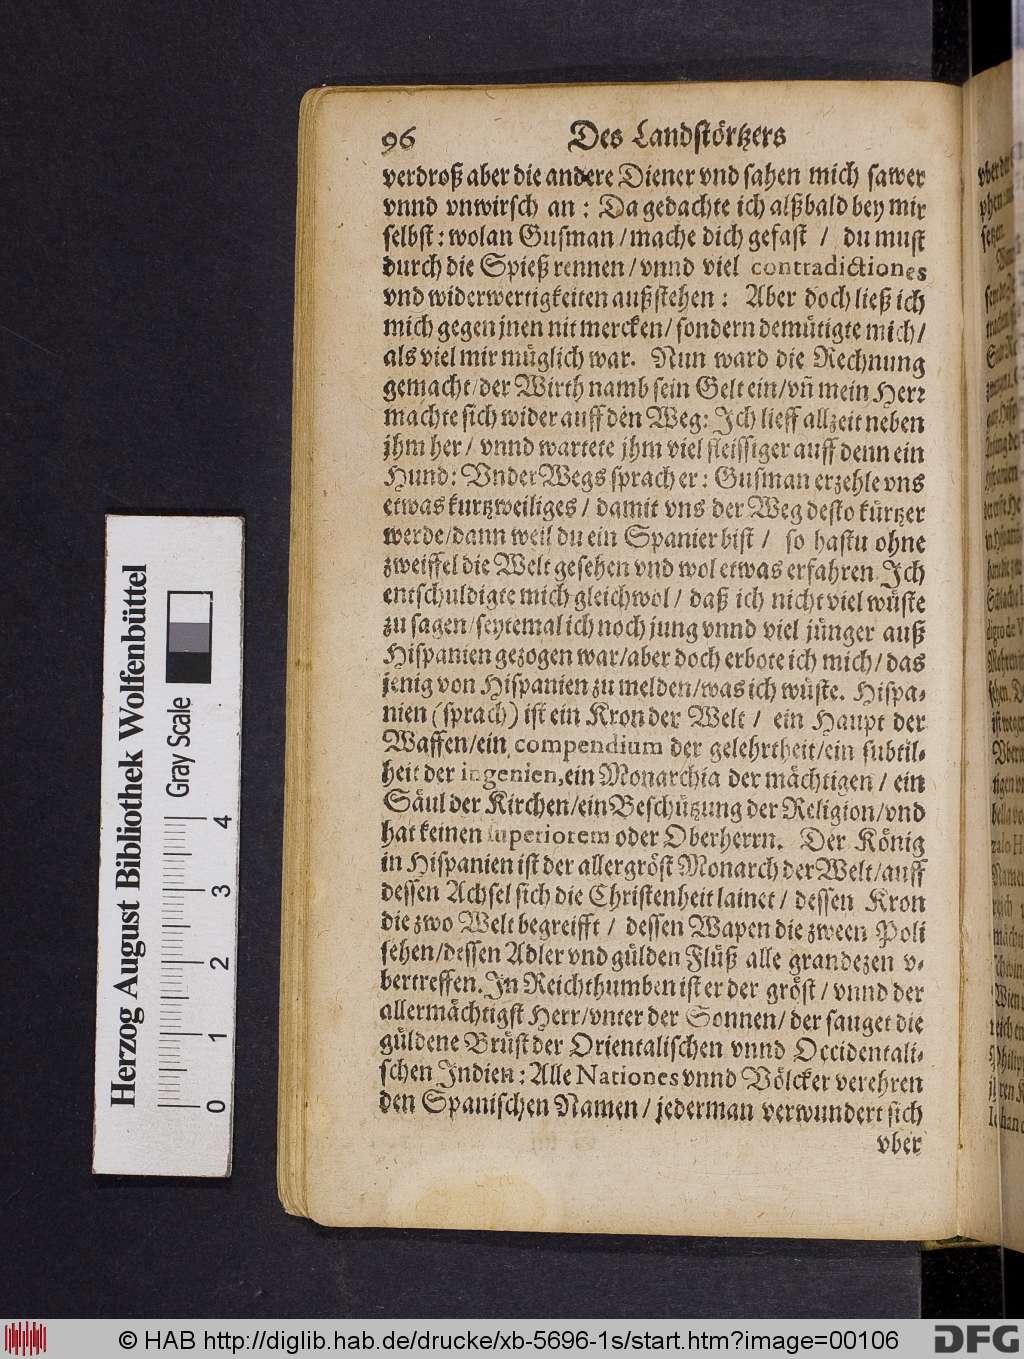 96 Des Landstörtzers
verdroß aber die andere Diener vnd sahen mich sawer
vnnd vnwirsch an: Da gedachte ich alßbald bey mir
selbst: wolan Gusman / mache dich gefast / du must
durch die Spieß rennen / vnnd viel contradictiones
vnd widerwertigkeiten außstehen: Aber doch ließ ich
mich gegen jnen nit mercken / sondern demütigte mich /
als viel mir müglich war. Nun ward die Rechnung
gemacht / der Wirth namb sein Gelt ein / vñ mein Herr
machte sich wider auff den Weg: Ich lieff allzeit neben
jhm her / vnnd wartete jhm viel fleissiger auff denn ein
Hund: Vnder Wegs sprach er: Gusman erzehle vns
etwas kurtzweiliges / damit vns der Weg desto kürtzer
werde / dann weil du ein Spanier bist / so hastu ohne
zweiffel die Welt gesehen vnd wol etwas erfahren. Ich
entschuldigte mich gleichwol / daß ich nicht viel wüste
zu sagen / seytemal ich noch jung vnnd viel jünger auß
Hispanien gezogen war / aber doch erbote ich mich / das
jenig von Hispanien zu melden / was ich wüste. Hispa-
nien (sprach) ist ein Kron der Welt / ein Haupt der
Waffen / ein compendium der gelehrtheit / ein subtil-
heit der ingenien, ein Monarchia der mächtigen / ein
Säul der Kirchen / ein Beschützung der Religion / vnd
hat keinen superiorem oder Oberherrn. Der König
in Hispanien ist der allergröst Monarch der Welt / auff
dessen Achsel sich die Christenheit lainet / dessen Kron
die zwo Welt begreifft / dessen Wapen die zween Poli
sehen / dessen Adler vnd gülden Flüß alle grandezen v-
bertreffen. In Reichthumben ist er der gröst / vnnd der
allermächtigst Herr / vnter der Sonnen / der sauget die
güldene Brüst der Orientalischen vnnd Occidentali-
schen Indien: Alle Nationes vnnd Völcker verehren
den Spanischen Namen / jederman verwundert sich
vber
Herzog August Bibliothek Wolfenbüttel
Gray Scale
0 1 2 3 4
© HAB http://diglib.hab.de/drucke/xb-5696-1s/start.htm?image=00106
DFG